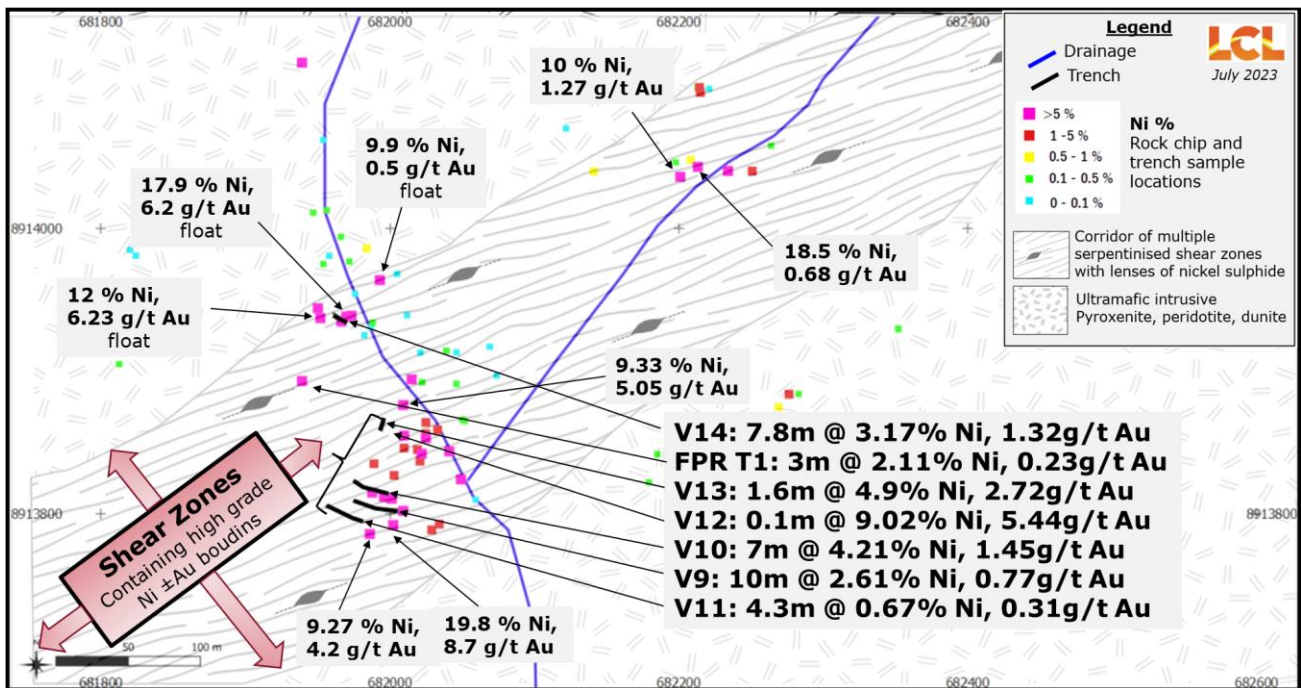 681800
682000
682200
682400
Legend
Drainage
Trench
LCL
July 2023
>5 %
1 -5 %
0.5 - 1 %
0.1 - 0.5 %
0 - 0.1 %
Ni %
Rock chip and
trench sample
locations
Corridor of multiple
serpentinised shear zones
with lenses of nickel sulphide
Ultramafic intrusive
Pyroxenite, peridotite, dunite
10 % Ni,
1.27 g/t Au
9.9 % Ni,
0.5 g/t Au
float
17.9 % Ni,
6.2 g/t Au
float
8914000
18.5 % Ni,
0.68 g/t Au
12 % Ni,
6.23 g/t Au
float
9.33 % Ni,
5.05 g/t Au
V14: 7.8m @ 3.17% Ni, 1.32g/t Au
FPR T1: 3m @ 2.11% Ni, 0.23g/t Au
V13: 1.6m @ 4.9% Ni, 2.72g/t Au
V12: 0.1m @ 9.02% Ni, 5.44g/t Au
V10: 7m @ 4.21% Ni, 1.45g/t Au
V9: 10m @ 2.61% Ni, 0.77g/t Au
V11: 4.3m @ 0.67% Ni, 0.31g/t Au
8913800
8913800
Shear Zones
Containing high grade
Ni ±Au boudins
9.27 % Ni,
4.2 g/t Au
19.8 % Ni,
8.7 g/t Au
50
100 m
681800
682000
682200
682400
682600